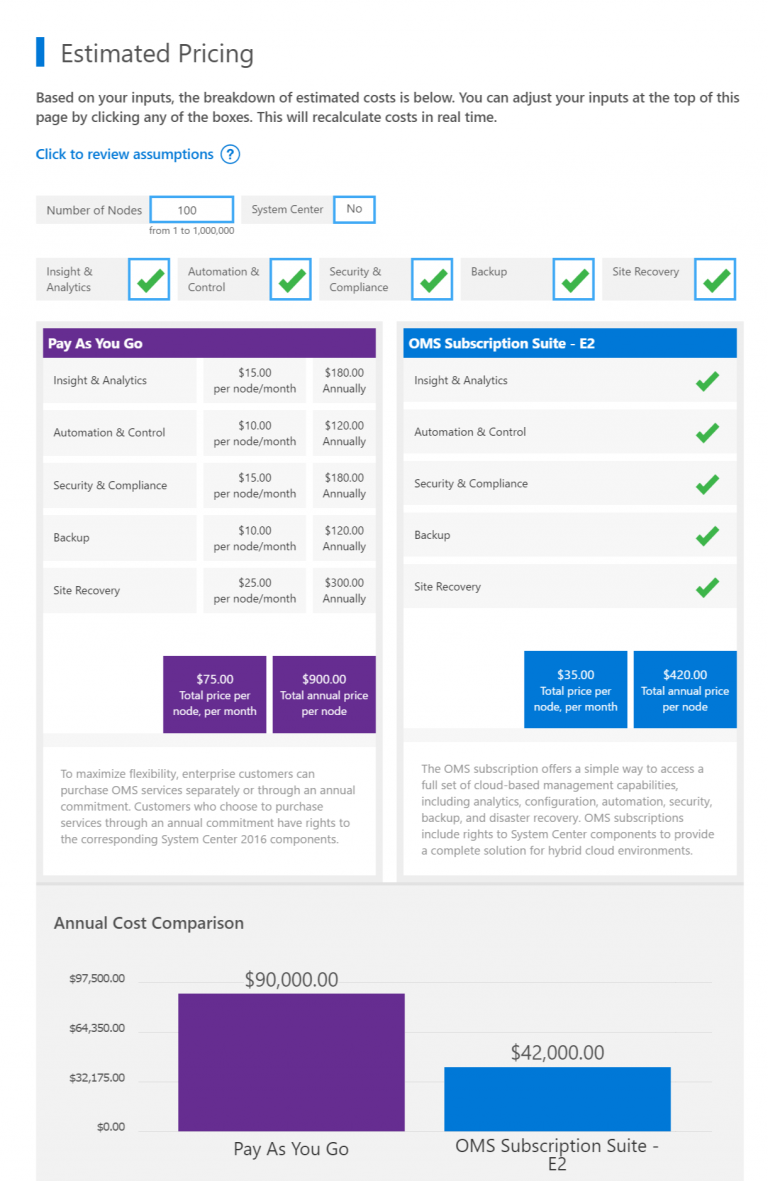 Estimated Pricing
Based on your inputs, the breakdown of estimated costs is below. You can adjust your inputs at the top of this
page by clicking any of the boxes. This will recalculate costs in real time.
Click to review assumptions ?
Number of Nodes 100 System Center No
from 1 to 1,000,000
Insight &
Analytics
Automation &
Control
Security &
Compliance
Backup
Site Recovery
Pay As You Go
Insight & Analytics
$15.00
per node/month
$180.00
Annually
Automation & Control
$10.00
per node/month
$120.00
Annually
Security & Compliance
$15.00
per node/month
$180.00
Annually
Backup
$10.00
per node/month
$120.00
Annually
Site Recovery
$25.00
per node/month
$300.00
Annually
$75.00
Total price per
node, per month
$900.00
Total annual price
per node
To maximize flexibility, enterprise customers can
purchase OMS services separately or through an annual
commitment. Customers who choose to purchase
services through an annual commitment have rights to
the corresponding System Center 2016 components.
OMS Subscription Suite - E2
Insight & Analytics
Automation & Control
Security & Compliance
Backup
Site Recovery
$35.00
Total price per
node, per month
$420.00
Total annual price
per node
The OMS subscription offers a simple way to access a
full set of cloud-based management capabilities,
including analytics, configuration, automation, security,
backup, and disaster recovery. OMS subscriptions
include rights to System Center components to provide
a complete solution for hybrid cloud environments.
Annual Cost Comparison
$97,500.00
$64,350.00
$32,175.00
$0.00
$90,000.00
$42,000.00
Pay As You Go
OMS Subscription Suite -
E2